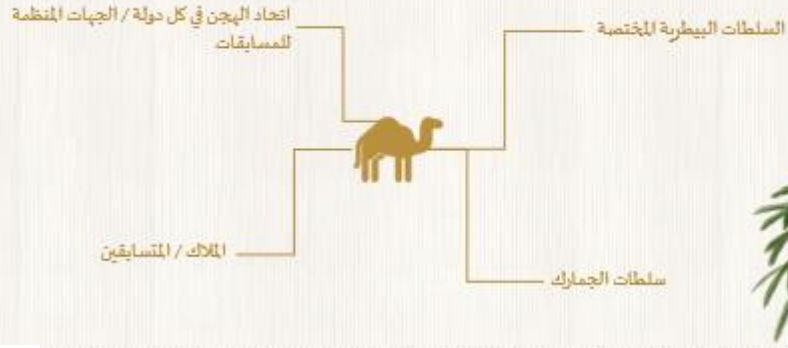 السلطات البيطرية المختصة
اتحاد الهجن في كل دولة / الجهات المنظمة
للمسابقات
الملاك / المتسابقين
سلطات الجمارك